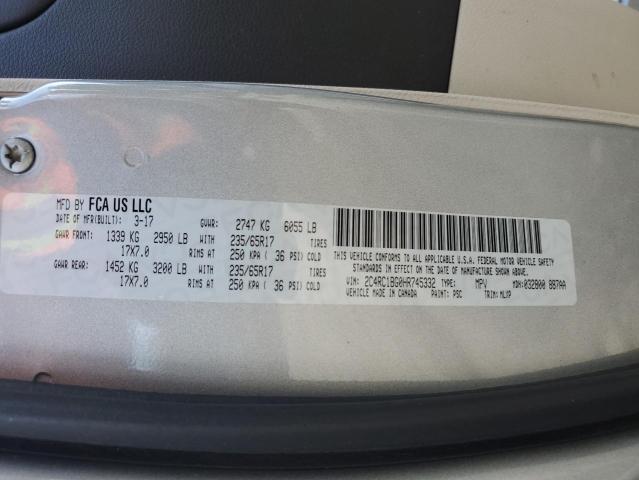 MFD BY FCA US LLC
DATE OF MFR(BUILT): 3-17 GVWR: 2747 KG 6055 LB
GAWR FRONT: 1339 KG 2950 LB WITH 235/65R17 TIRES
17X7.0 RIMS AT 250 KPA ( 36 PSI) COLD
GAWR REAR: 1452 KG 3200 LB WITH 235/65R17 TIRES
17X7.0 RIMS AT 250 KPA ( 36 PSI) COLD
THIS VEHICLE CONFORMS TO ALL APPLICABLE U.S.A. FEDERAL MOTOR VEHICLE SAFETY
STANDARDS IN EFFECT ON THE DATE OF MANUFACTURE SHOWN ABOVE.
VIN: 2C4RC1BG0HR745332 TYPE: MPV MDH: 032800 887AA
VEHICLE MADE IN CANADA PAINT: PSC TRIM: